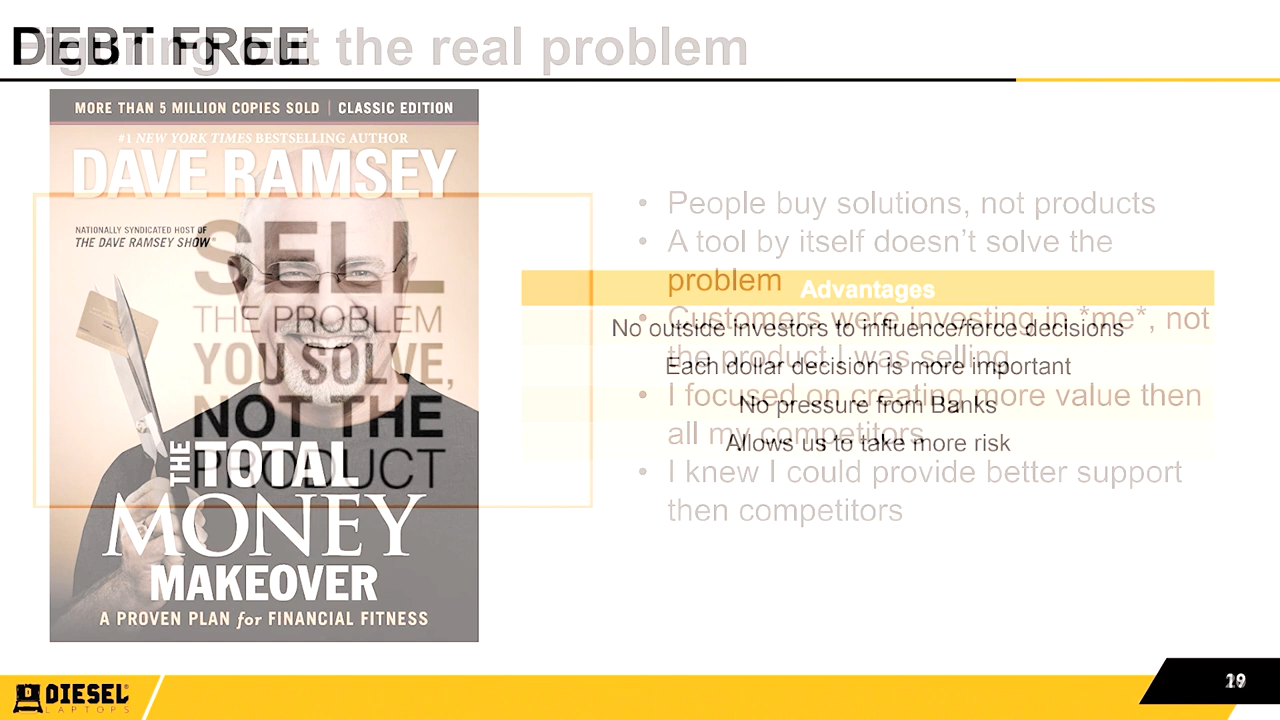 DEBT FREE
Figuring out the real problem
MORE THAN 5 MILLION COPIES SOLD | CLASSIC EDITION
#1 NEW YORK TIMES BESTSELLING AUTHOR
DAVE RAMSEY
NATIONALLY SYNDICATED HOST OF
THE DAVE RAMSEY SHOW®
SELL
THE PROBLEM
YOU SOLVE,
NOT THE
PRODUCT
THE TOTAL
MONEY
MAKEOVER
A PROVEN PLAN for FINANCIAL FITNESS
• People buy solutions, not products
• A tool by itself doesn’t solve the
problem
• Customers were investing in *me*, not
the product I was selling
• I focused on creating more value then
all my competitors
• I knew I could provide better support
then competitors
Advantages
No outside investors to influence/force decisions
Each dollar decision is more important
No pressure from Banks
Allows us to take more risk
DIESEL
LAPTOPS